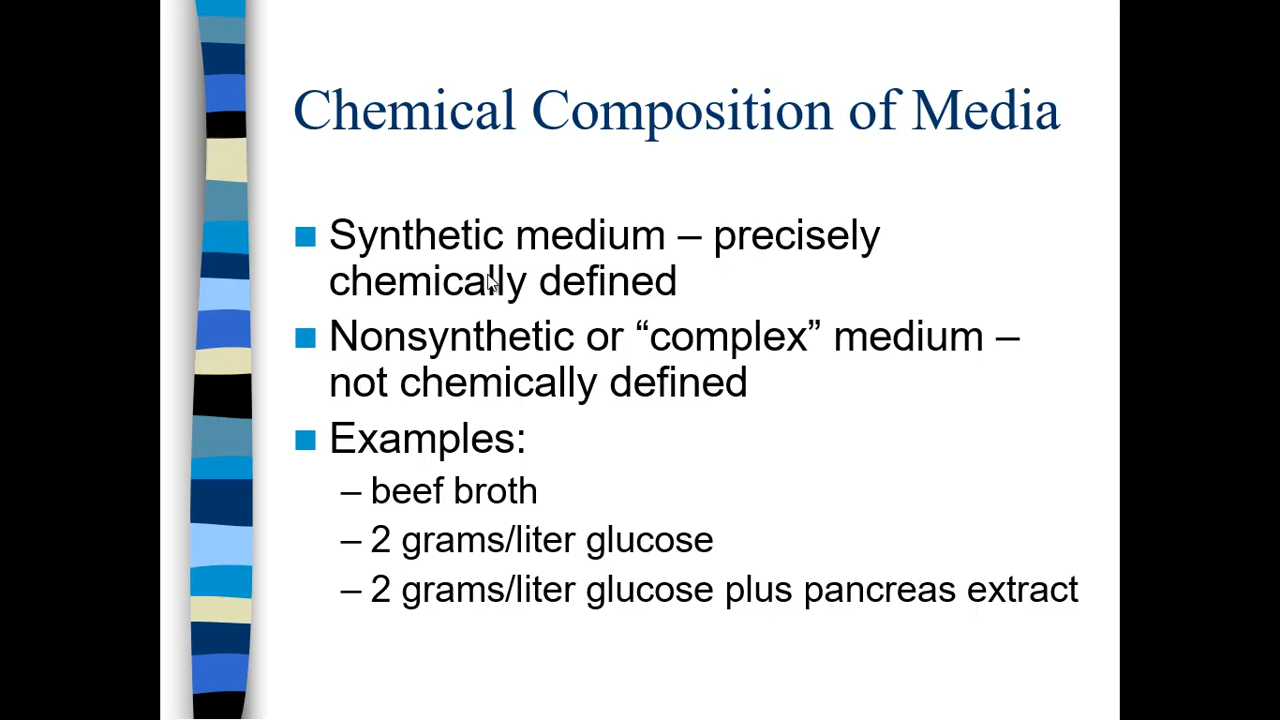 Chemical Composition of Media
Synthetic medium – precisely
chemically defined
Nonsynthetic or “complex” medium –
not chemically defined
Examples:
– beef broth
– 2 grams/liter glucose
– 2 grams/liter glucose plus pancreas extract